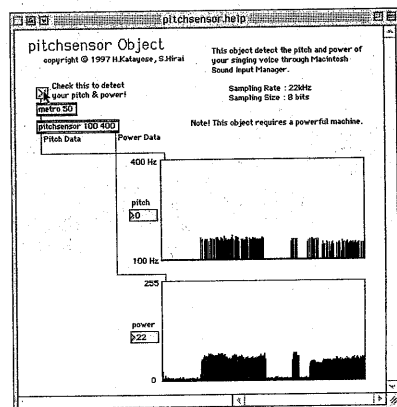 pitchsensor.help
pitchsensor Object
copyright © 1997 H.Katayose, S.Hirai
This object detect the pitch and power of
your singing voice through Macintosh
Sound Input Manager.
Sampling Rate : 22kHz
Sampling Size : 8 bits
Note! This object requires a powerful machine.
Check this to detect
your pitch & power!
metro 50
pitchsensor 100 400
Pitch Data
Power Data
400 Hz
pitch
0
100 Hz
255
power
22
0